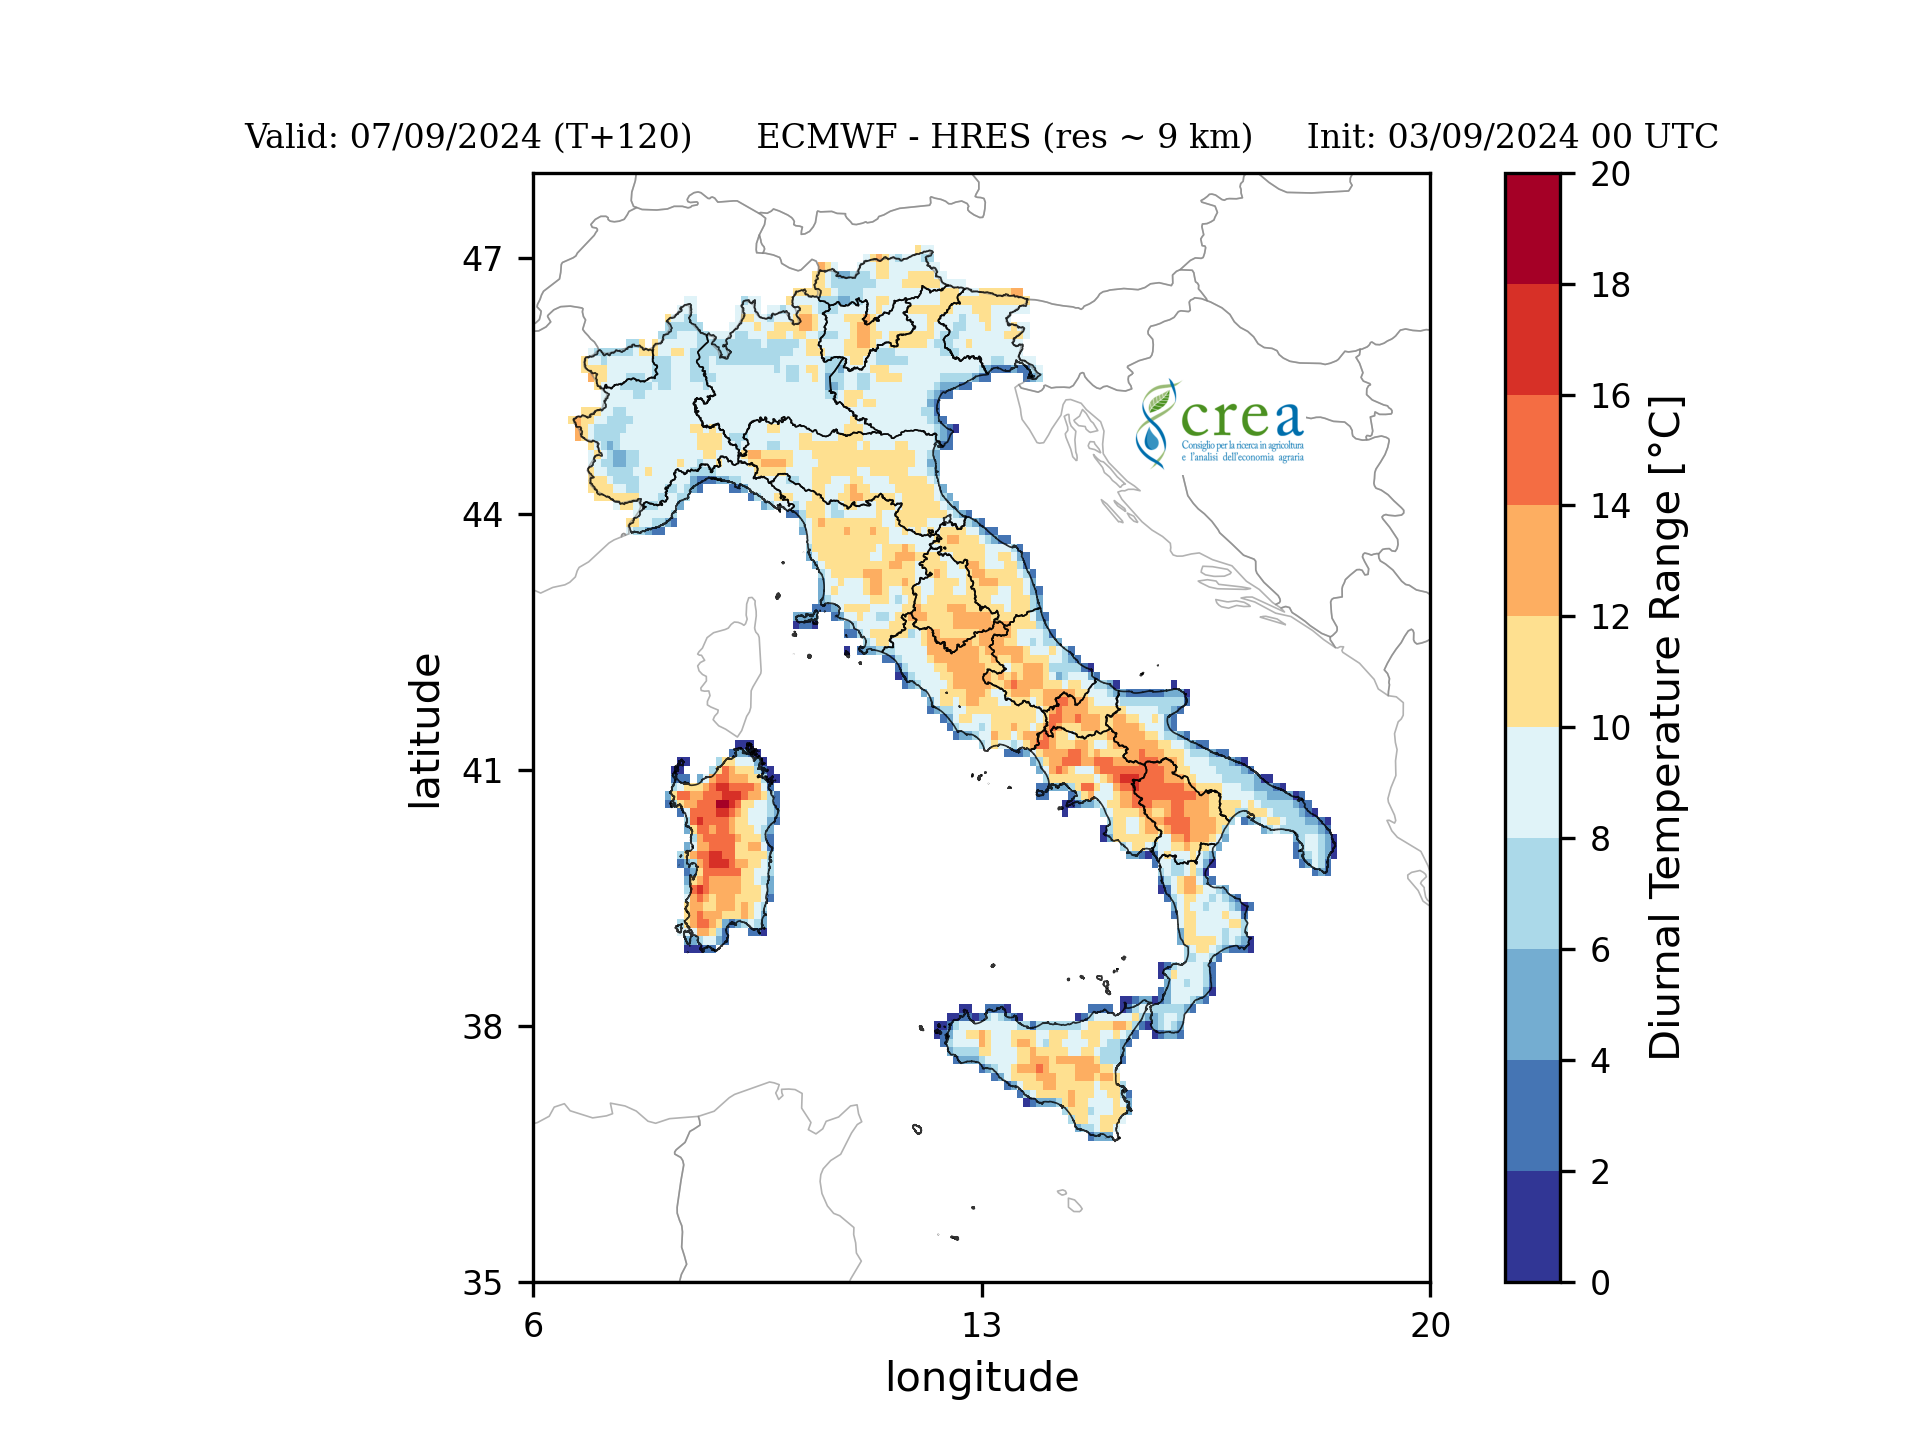 Valid: 07/09/2024 (T+120) ECMWF - HRES (res ~ 9 km) Init: 03/09/2024 00 UTC
crea
Consiglio per la ricerca in agricoltura
e l'analisi dell'economia agraria
latitude
47
44
41
38
35
6 13 20
longitude
20
18
16
14
12
10
8
6
4
2
0
Diurnal Temperature Range [°C]